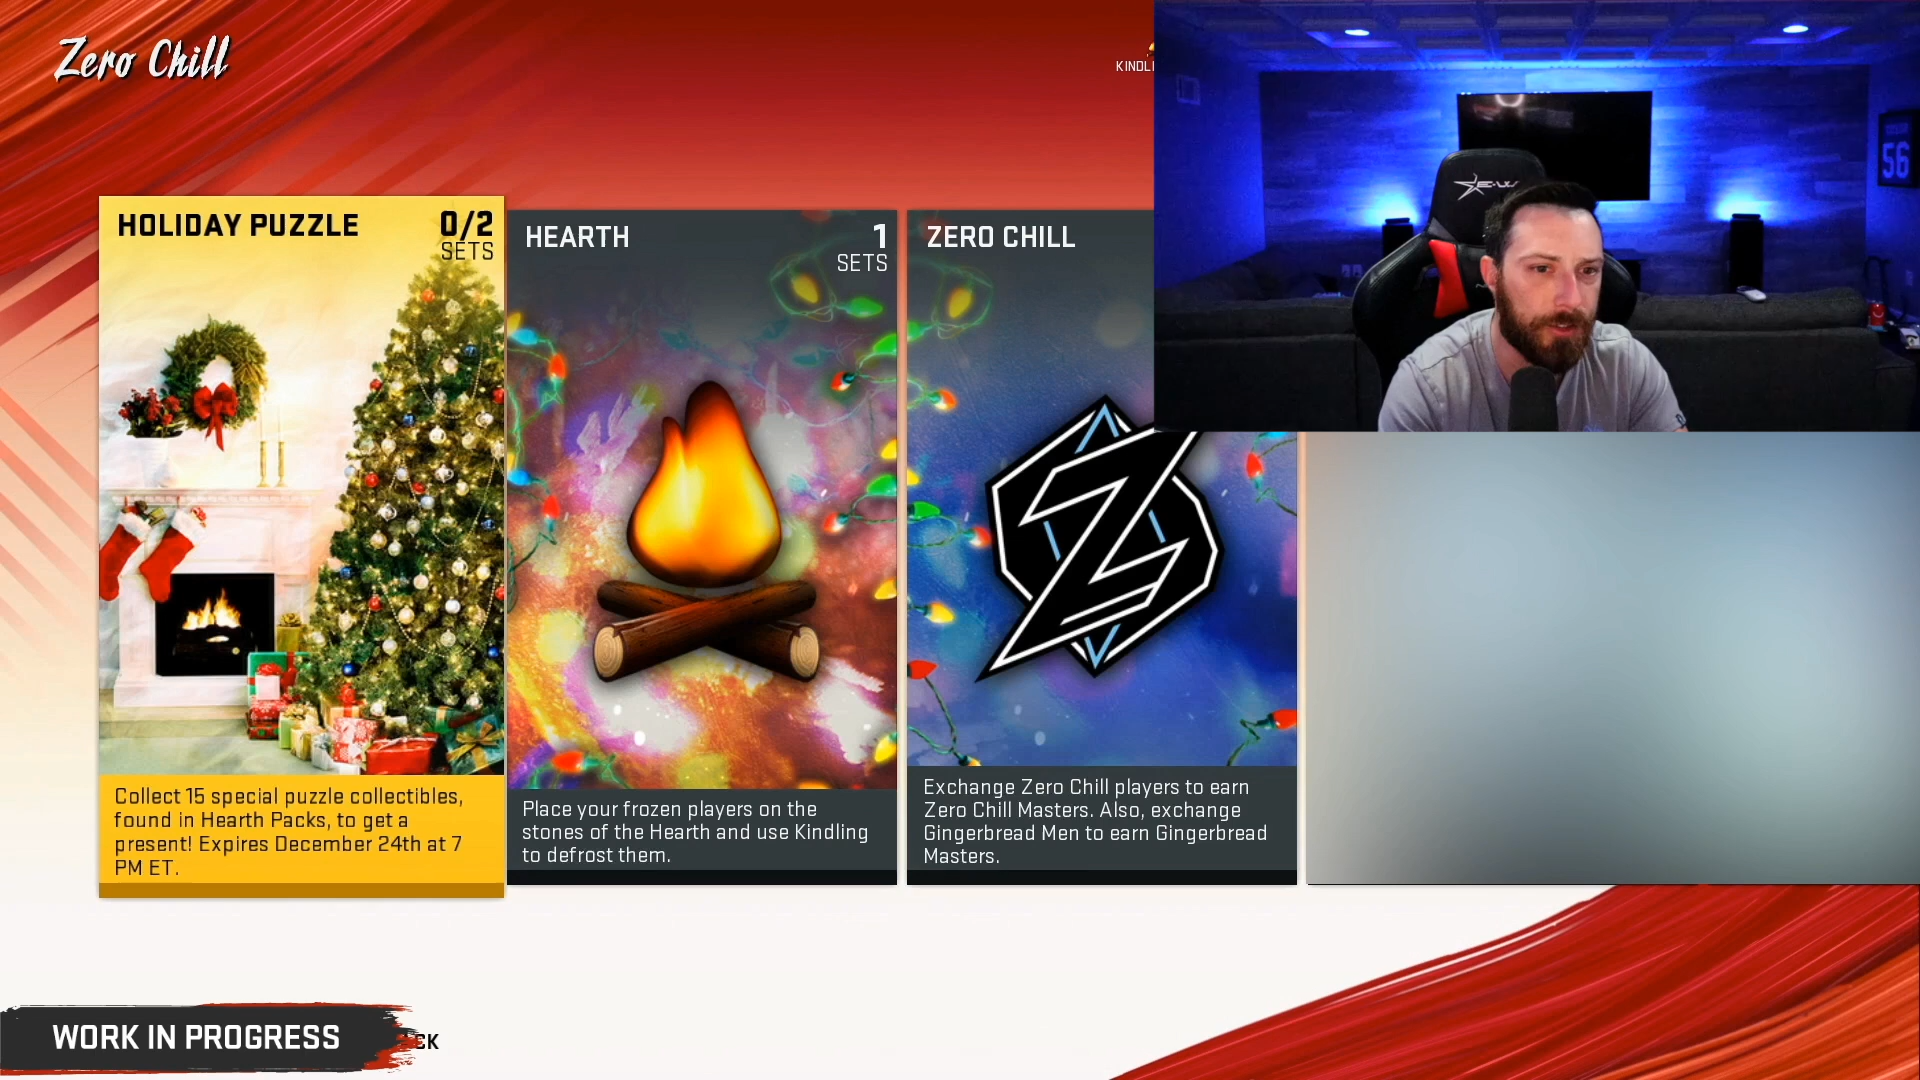 Zero Chill
KINDL
HOLIDAY PUZZLE
0/2
SETS
Collect 15 special puzzle collectibles,
found in Hearth Packs, to get a
present! Expires December 24th at 7
PM ET.
HEARTH
1
SETS
Place your frozen players on the
stones of the Hearth and use Kindling
to defrost them.
ZERO CHILL
Exchange Zero Chill players to earn
Zero Chill Masters. Also, exchange
Gingerbread Men to earn Gingerbread
Masters.
56
WORK IN PROGRESS
CK